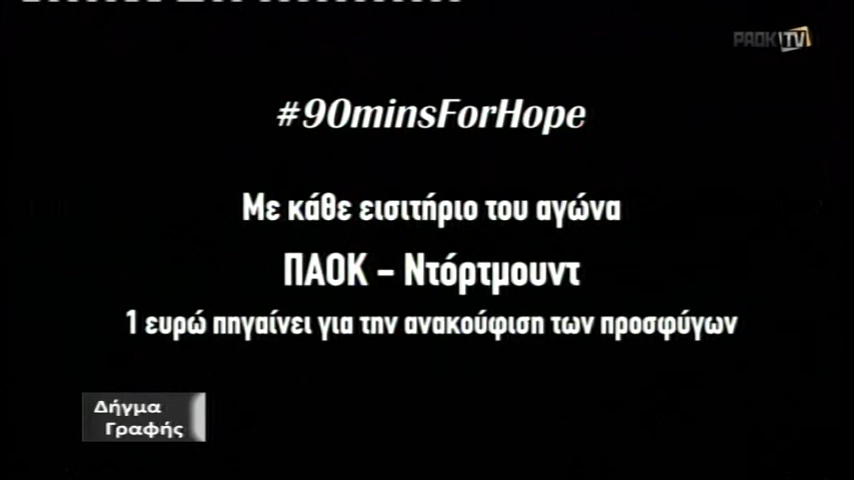 PAOK TV
#90minsForHope
Με κάθε εισιτήριο του αγώνα
ΠΑΟΚ – Ντόρτμουντ
1 ευρώ πηγαίνει για την ανακούφιση των προσφύγων
Δήγμα
Γραφής